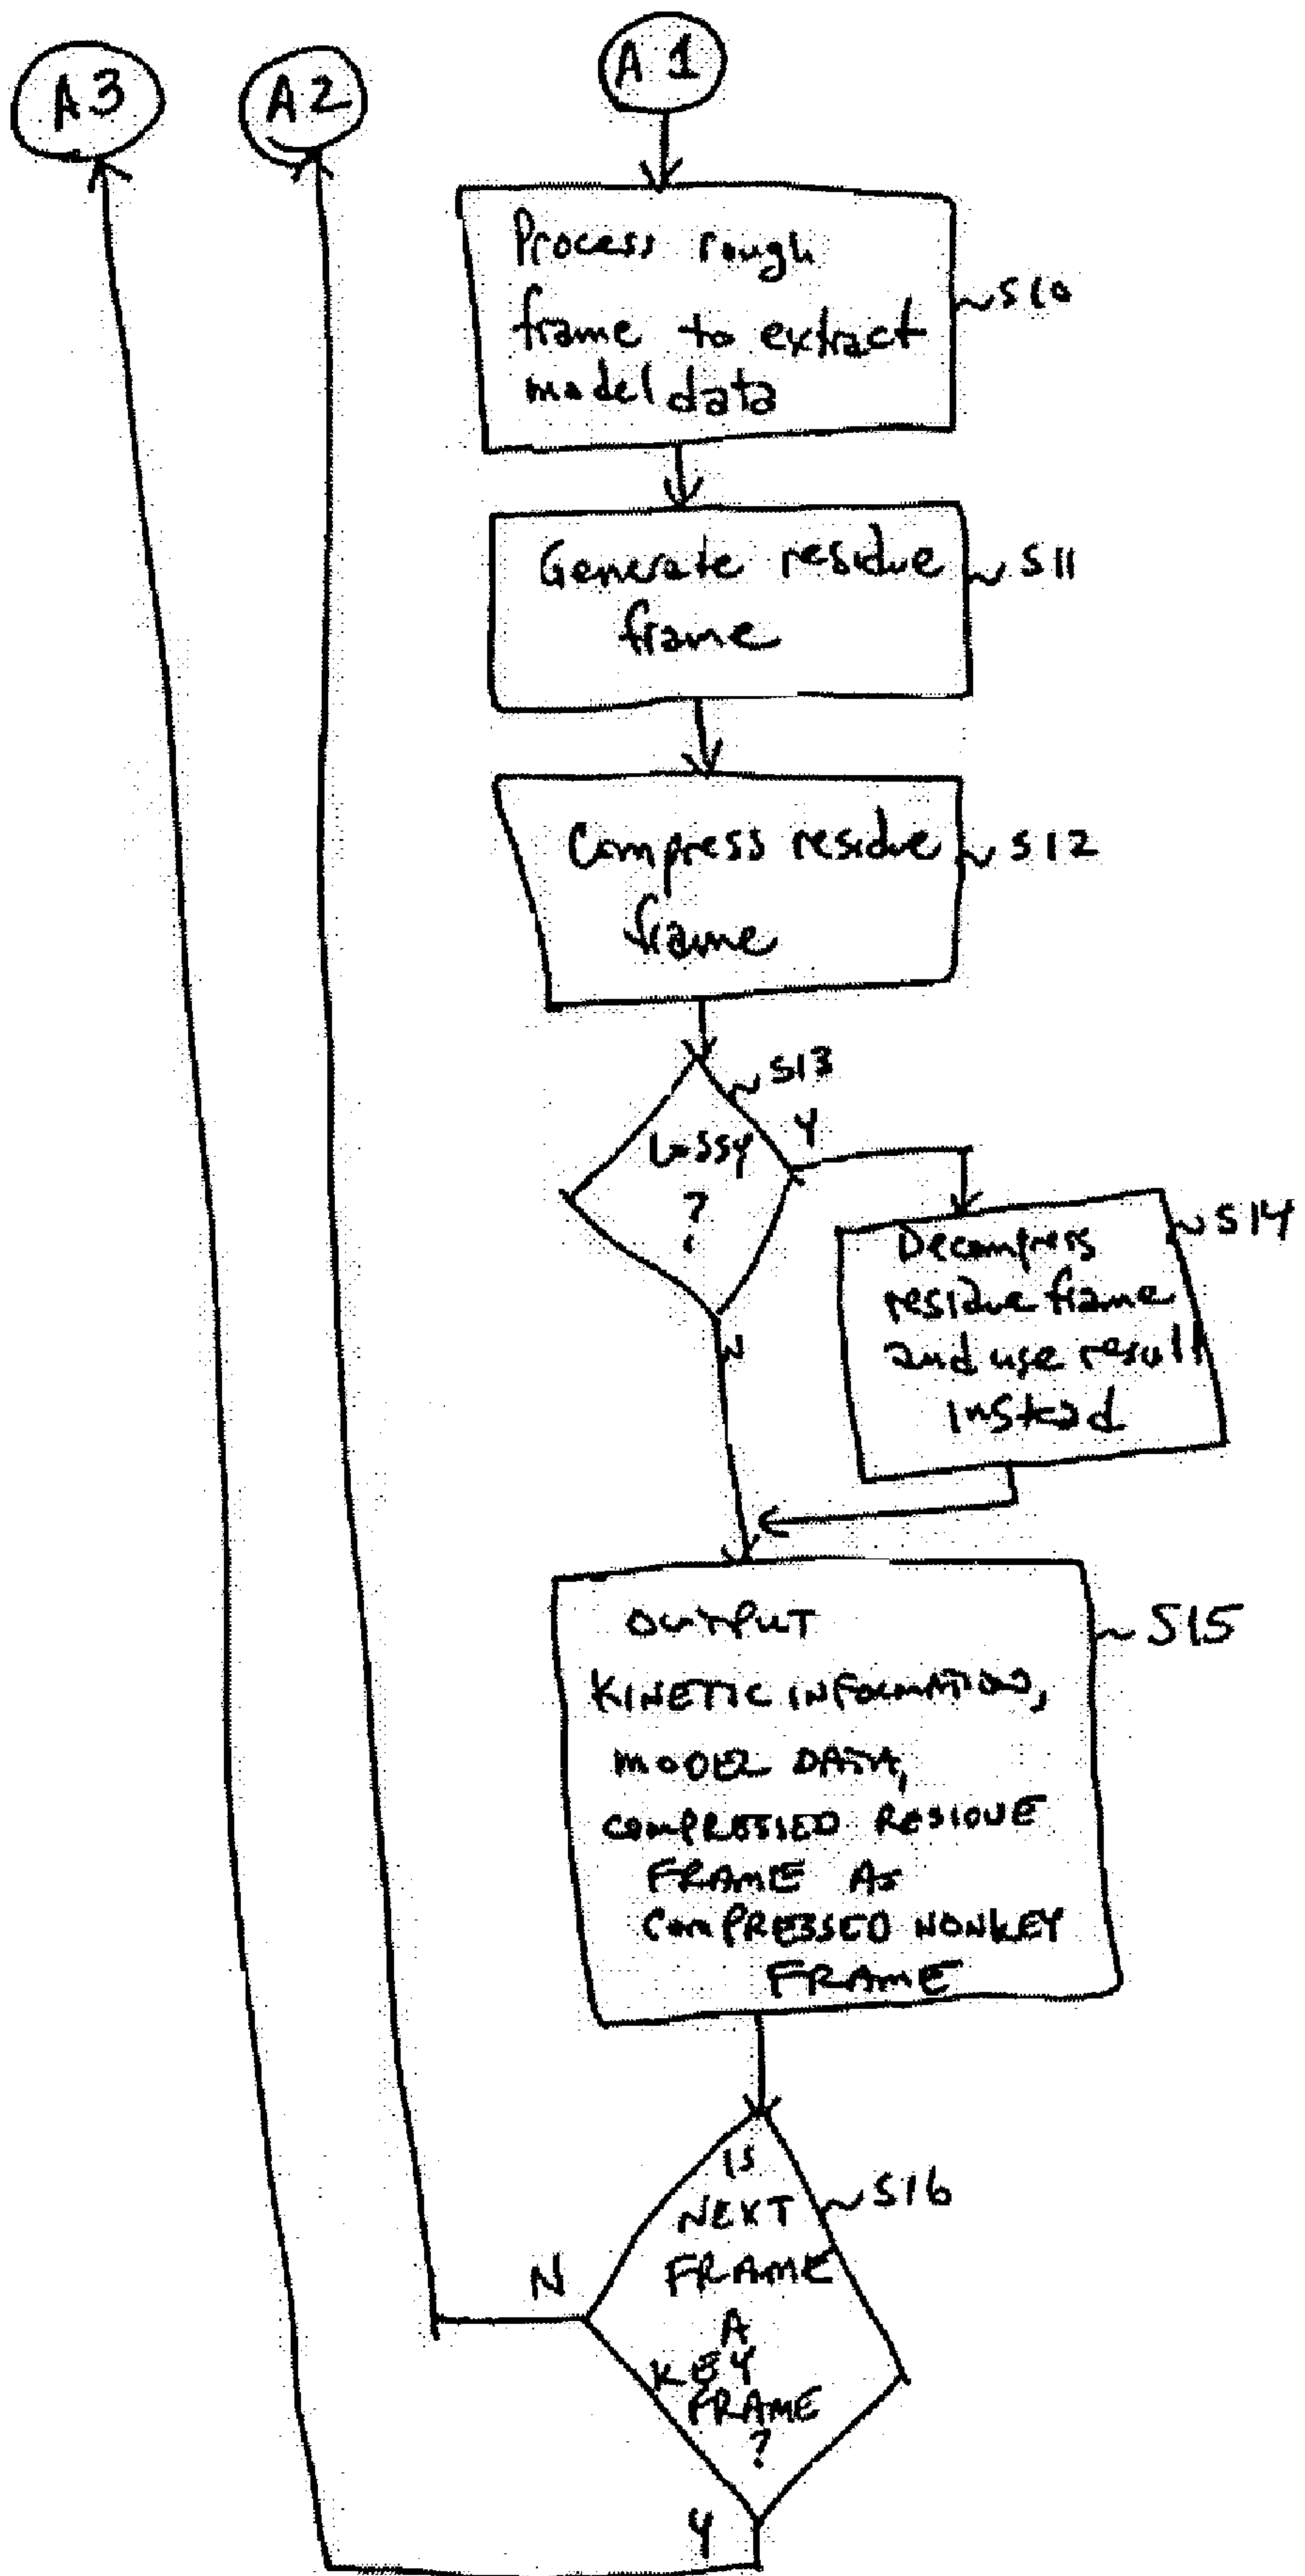 A3
A2
A1
Process rough
frame to extract
model data
S10
Generate residue
frame
S11
Compress residue
frame
S12
S13
Lossy
?
Y
N
Decompress
residue frame
and use result
instead
S14
OUTPUT
KINETIC INFORMATION,
MODEL DATA,
COMPRESSED RESIDUE
FRAME AS
COMPRESSED NONKEY
FRAME
S15
IS
NEXT
FRAME
A
KEY
FRAME
?
S16
N
Y